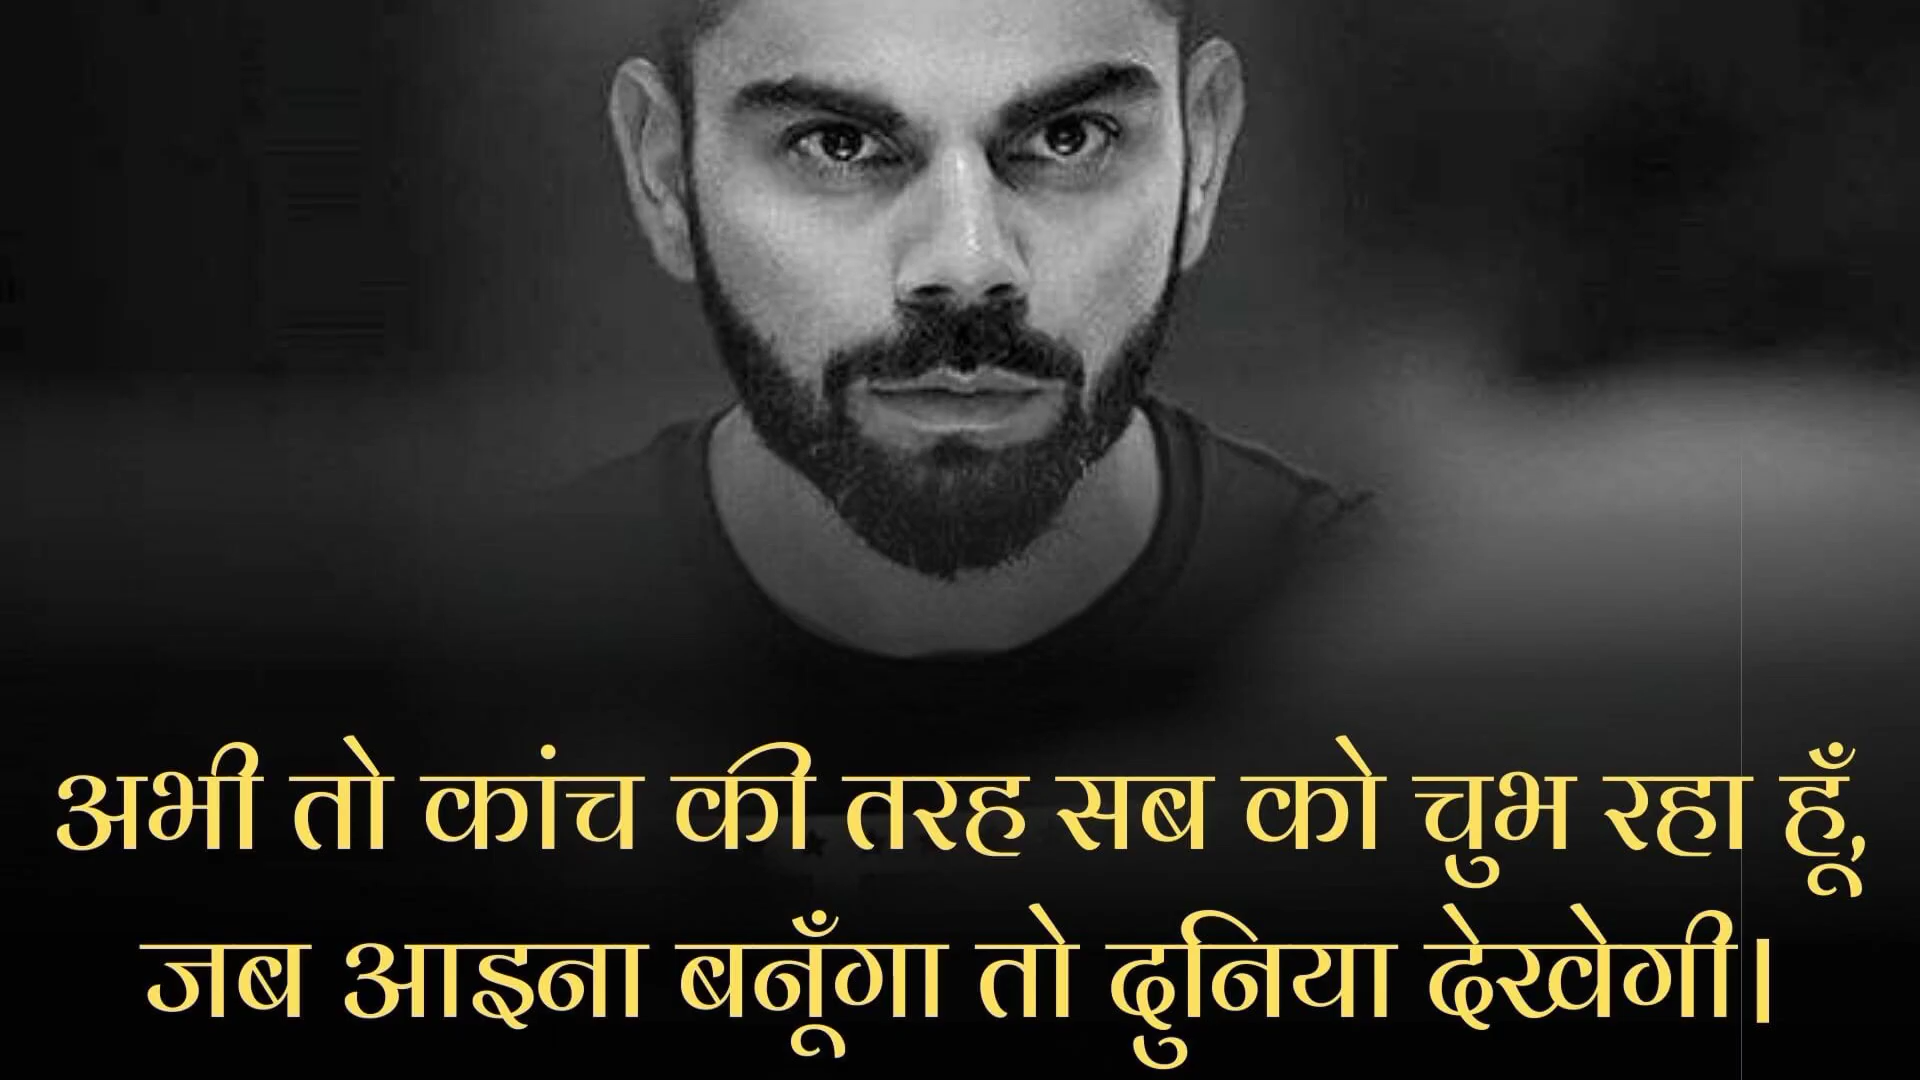 अभी तो कांच की तरह सब को चुभ रहा हूँ,
जब आइना बनूँगा तो दुनिया देखेगी।